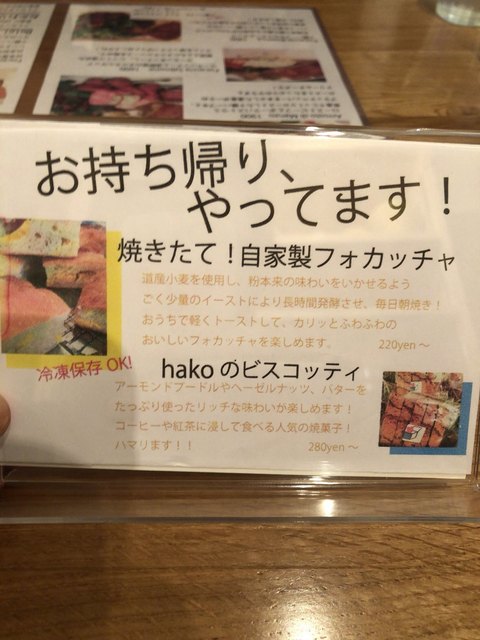 お持ち帰り、
やってます!
焼きたて!自家製フォカッチャ
道産小麦を使用し、粉本来の味わいをいかせるよう
ごく少量のイーストにより長時間発酵させ、毎日朝焼き!
おうちで軽くトーストして、カリッとふわふわの
おいしいフォカッチャを楽しめます。 220yen～
冷凍保存OK!
hakoのビスコッティ
アーモンドプードルやヘーゼルナッツ、バターを
たっぷり使ったリッチな味わいが楽しめます!
コーヒーや紅茶に浸して食べる人気の焼菓子!
ハマります!! 280yen～